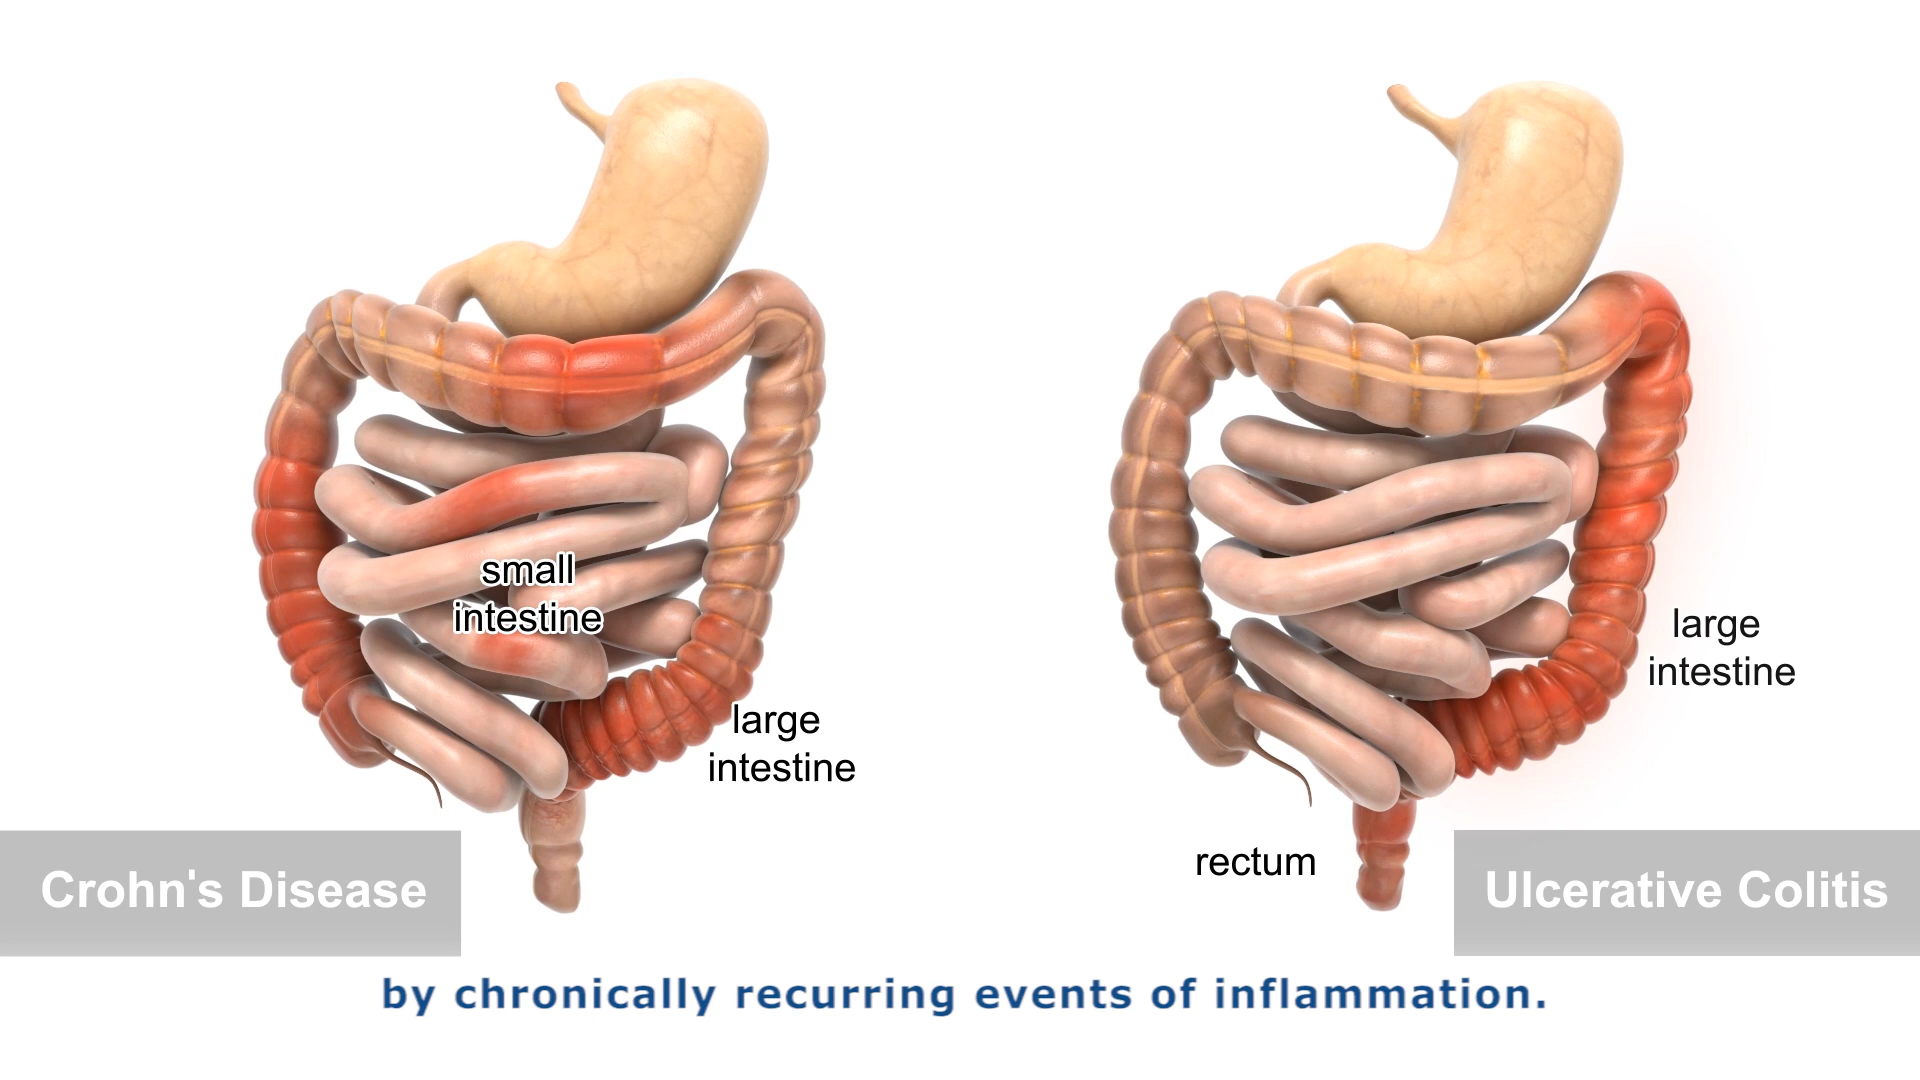 small
intestine
large
intestine
large
intestine
rectum
Crohn's Disease
Ulcerative Colitis
by chronically recurring events of inflammation.